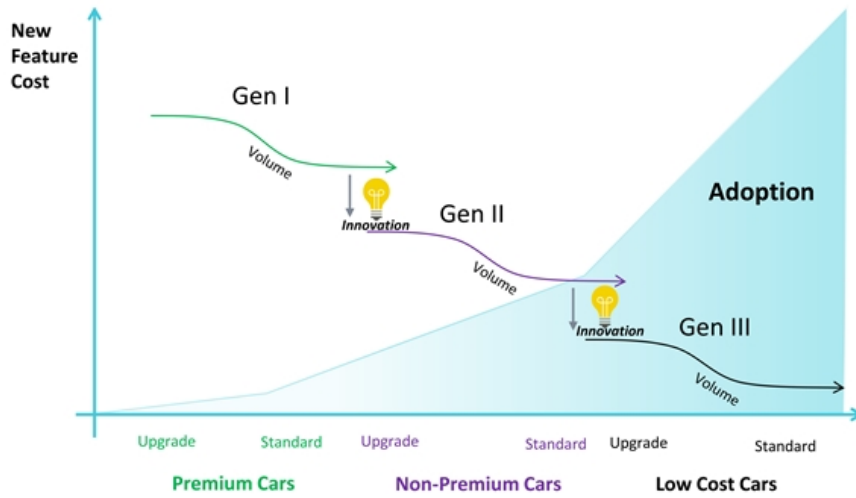 New
Feature
Cost
Gen I
Volume
Innovation
Gen II
Volume
Adoption
Innovation
Gen III
Volume
Upgrade
Standard
Upgrade
Standard
Upgrade
Standard
Premium Cars
Non-Premium Cars
Low Cost Cars